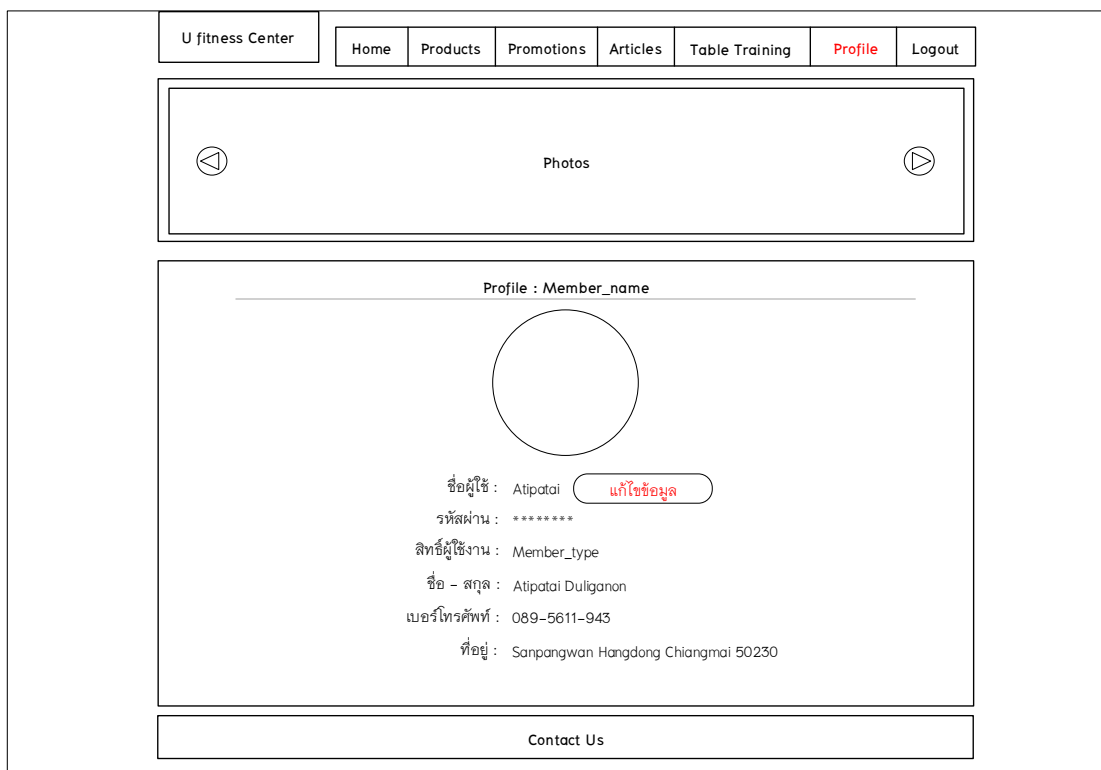 U fitness Center
Home Products Promotions Articles Table Training Profile Logout
Photos
Profile : Member_name
ชื่อผู้ใช้ : Atipatai แก้ไขข้อมูล
รหัสผ่าน : ********
สิทธิ์ผู้ใช้งาน : Member_type
ชื่อ - สกุล : Atipatai Duliganon
เบอร์โทรศัพท์ : 089-5611-943
ที่อยู่ : Sanpangwan Hangdong Chiangmai 50230
Contact Us